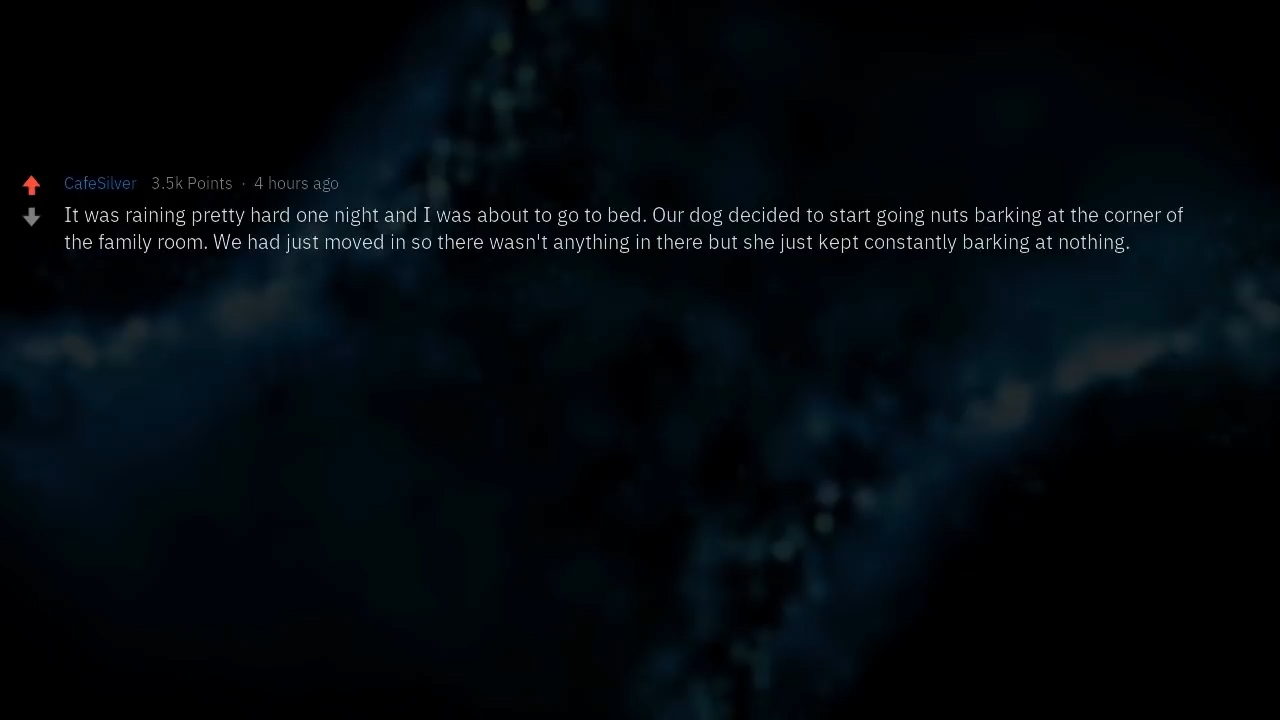 CafeSilver 3.5k Points · 4 hours ago
It was raining pretty hard one night and I was about to go to bed. Our dog decided to start going nuts barking at the corner of
the family room. We had just moved in so there wasn't anything in there but she just kept constantly barking at nothing.